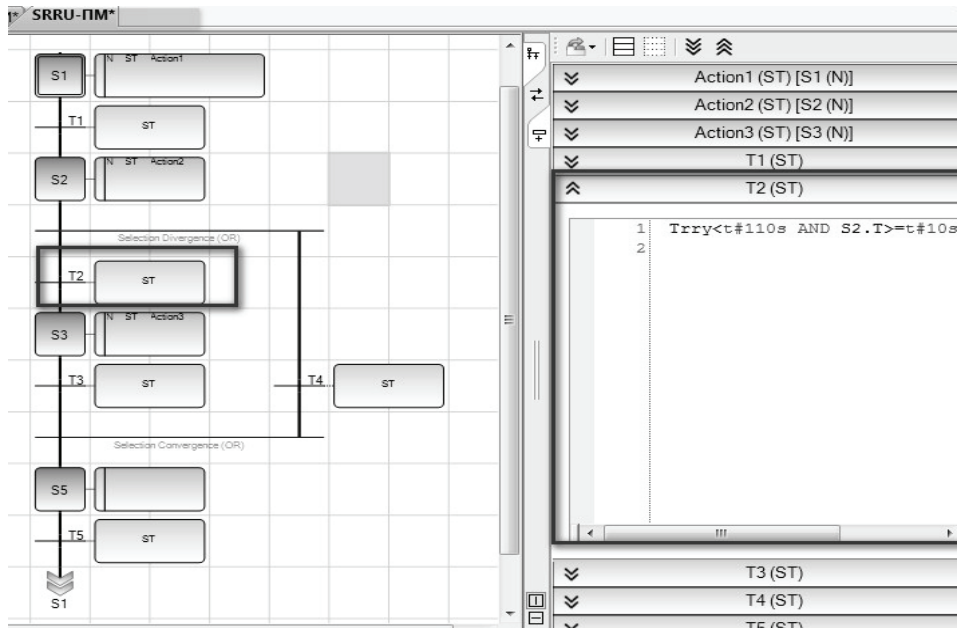 SRRU-ПМ*
S1
N ST Action1
T1
ST
S2
N ST Action2
Selection Divergence (OR)
T2
ST
S3
N ST Action3
T3
ST
T4
ST
Selection Convergence (OR)
S5
T5
ST
S1
Action1 (ST) [S1 (N)]
Action2 (ST) [S2 (N)]
Action3 (ST) [S3 (N)]
T1 (ST)
T2 (ST)
1 Trry<t#110s AND S2.T>=t#10s
2
T3 (ST)
T4 (ST)
T5 (ST)